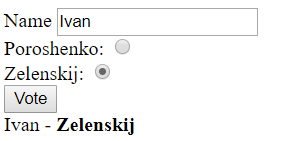 Name Ivan
Poroshenko:
Zelenskij:
Vote
Ivan - Zelenskij